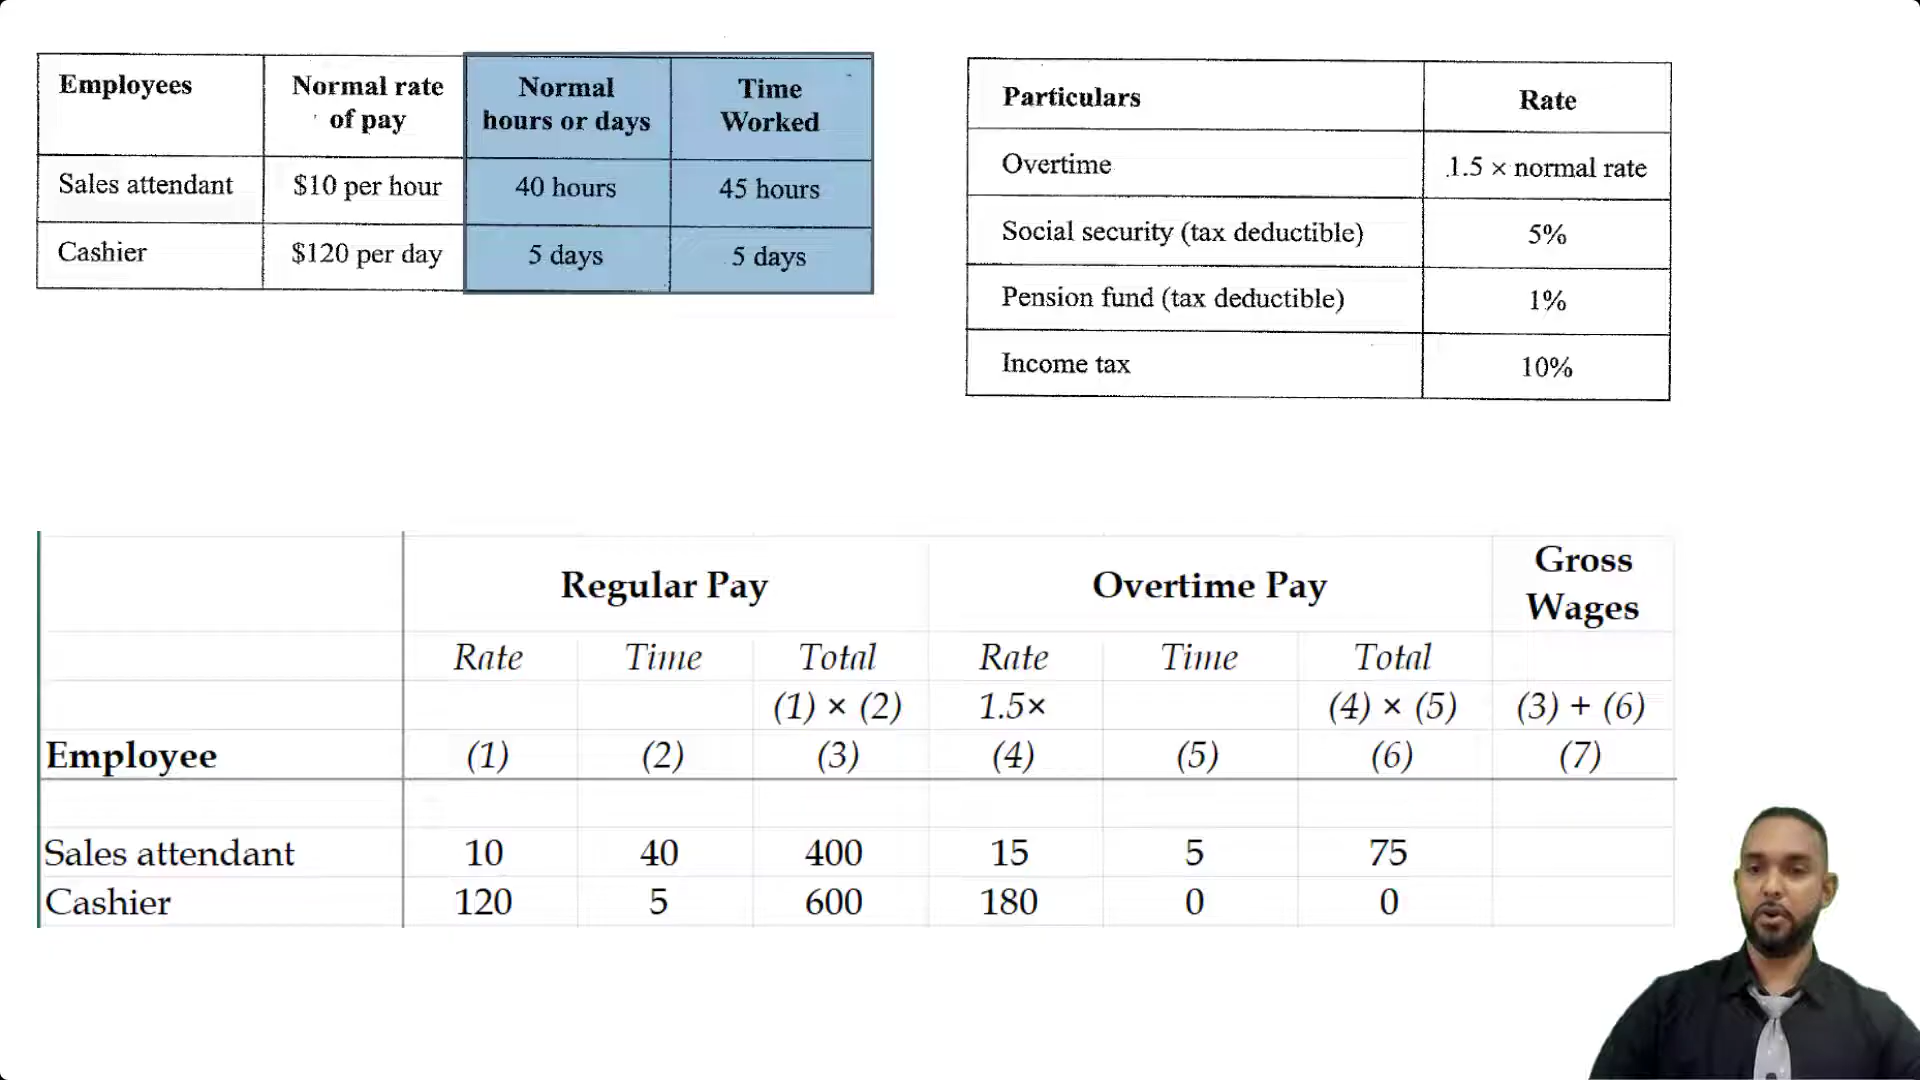 Employees Normal rate of pay Normal hours or days Time Worked
Sales attendant $10 per hour 40 hours 45 hours
Cashier $120 per day 5 days 5 days
Particulars Rate
Overtime 1.5 × normal rate
Social security (tax deductible) 5%
Pension fund (tax deductible) 1%
Income tax 10%
Regular Pay Overtime Pay Gross Wages
Rate Time Total Rate Time Total
(1) × (2) 1.5× (4) × (5) (3) + (6)
Employee (1) (2) (3) (4) (5) (6) (7)
Sales attendant 10 40 400 15 5 75
Cashier 120 5 600 180 0 0